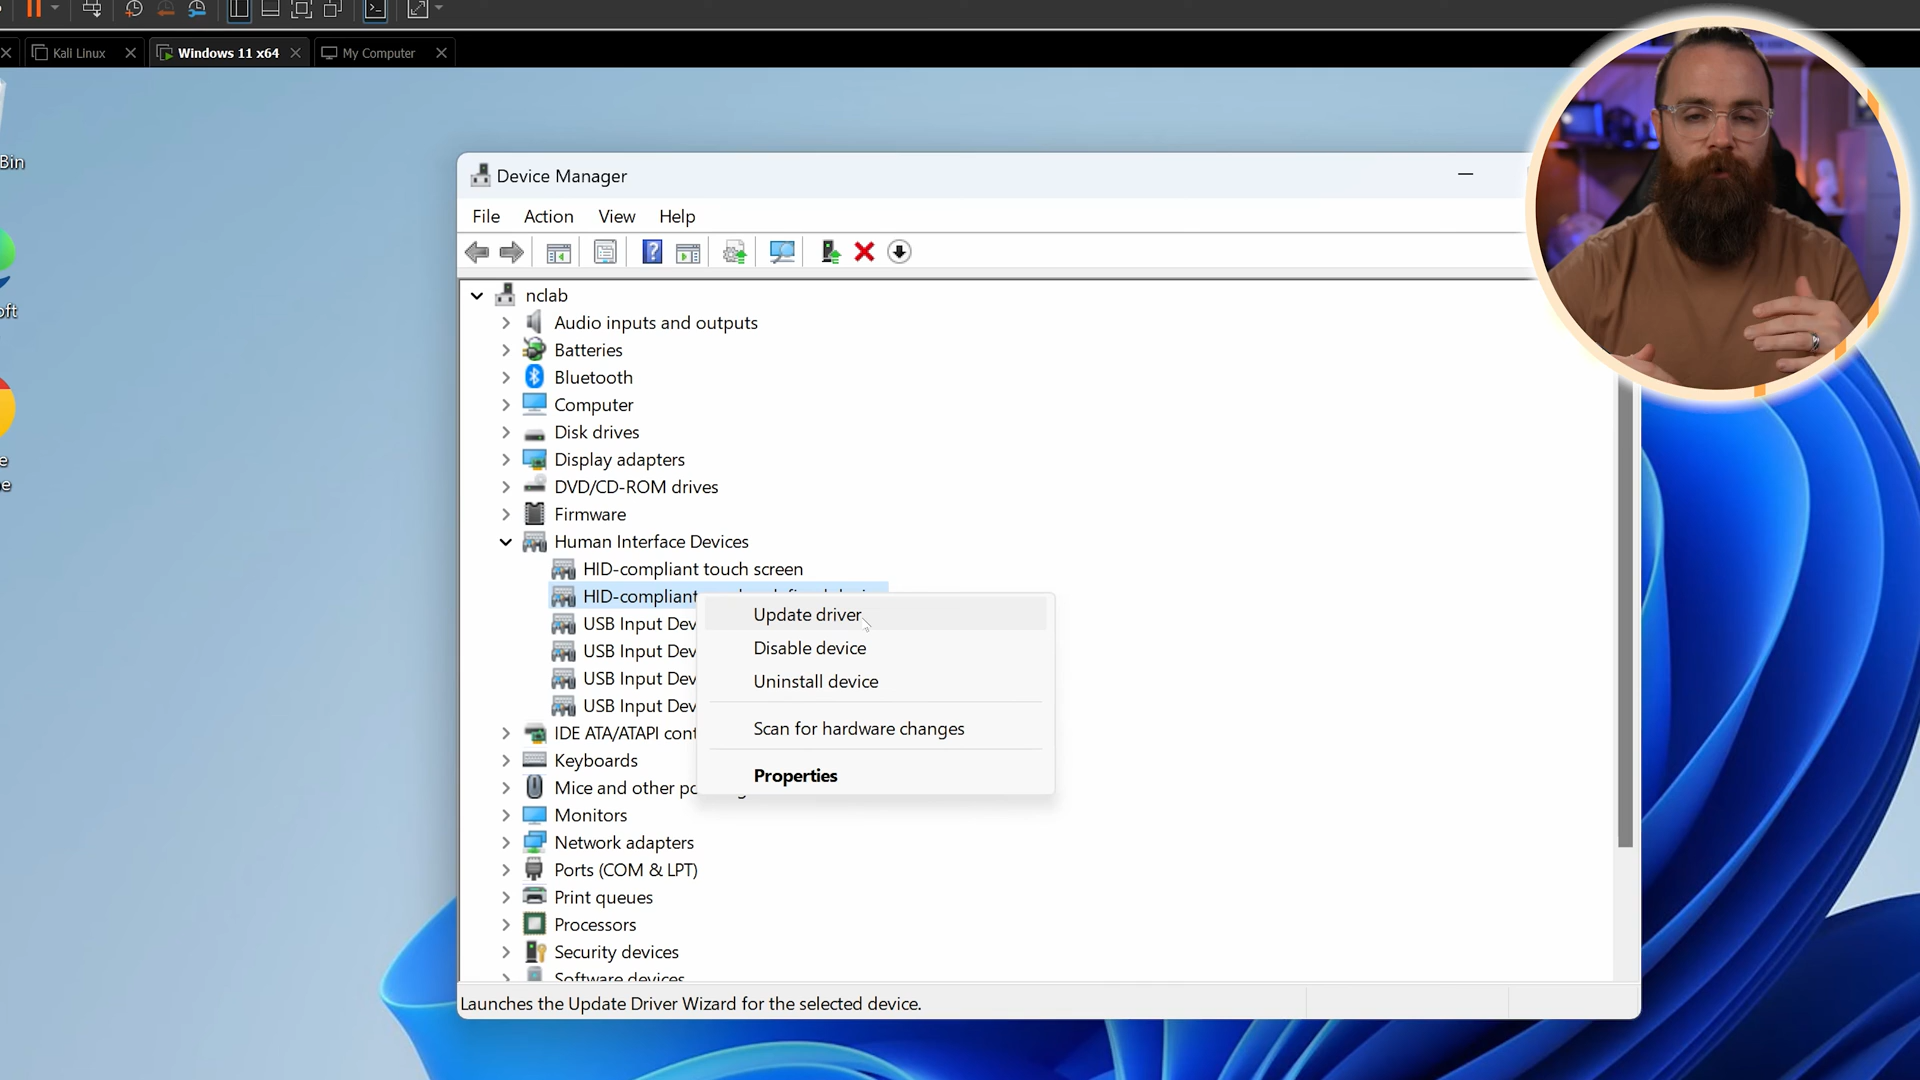 Kali Linux
Windows 11 x64
My Computer
Bin
oft
e
e
Device Manager
File Action View Help
nclab
Audio inputs and outputs
Batteries
Bluetooth
Computer
Disk drives
Display adapters
DVD/CD-ROM drives
Firmware
Human Interface Devices
HID-compliant touch screen
HID-compliant
USB Input Dev
USB Input Dev
USB Input Dev
USB Input Dev
Update driver
Disable device
Uninstall device
Scan for hardware changes
Properties
IDE ATA/ATAPI cont
Keyboards
Mice and other po
Monitors
Network adapters
Ports (COM & LPT)
Print queues
Processors
Security devices
Software devices
Launches the Update Driver Wizard for the selected device.